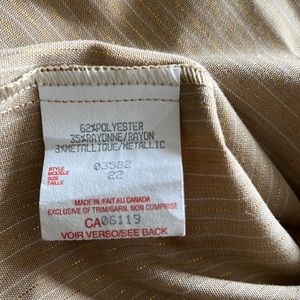 62%POLYESTER
35%RAYONNE/RAYON
3%METALLIQUE/METALLIC
STYLE
MODELE 03582
SIZE
TAILLE 22
MADE IN/FAIT AU CANADA
EXCLUSIVE OF TRIM/GARN. NON COMPRISE
CA06119
VOIR VERSO/SEE BACK